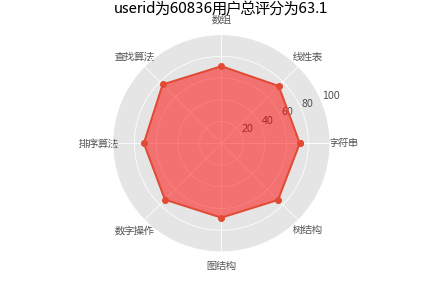 userid为60836用户总评分为63.1
数组
查找算法
线性表
100
80
60
40
20
排序算法
字符串
数字操作
树结构
图结构